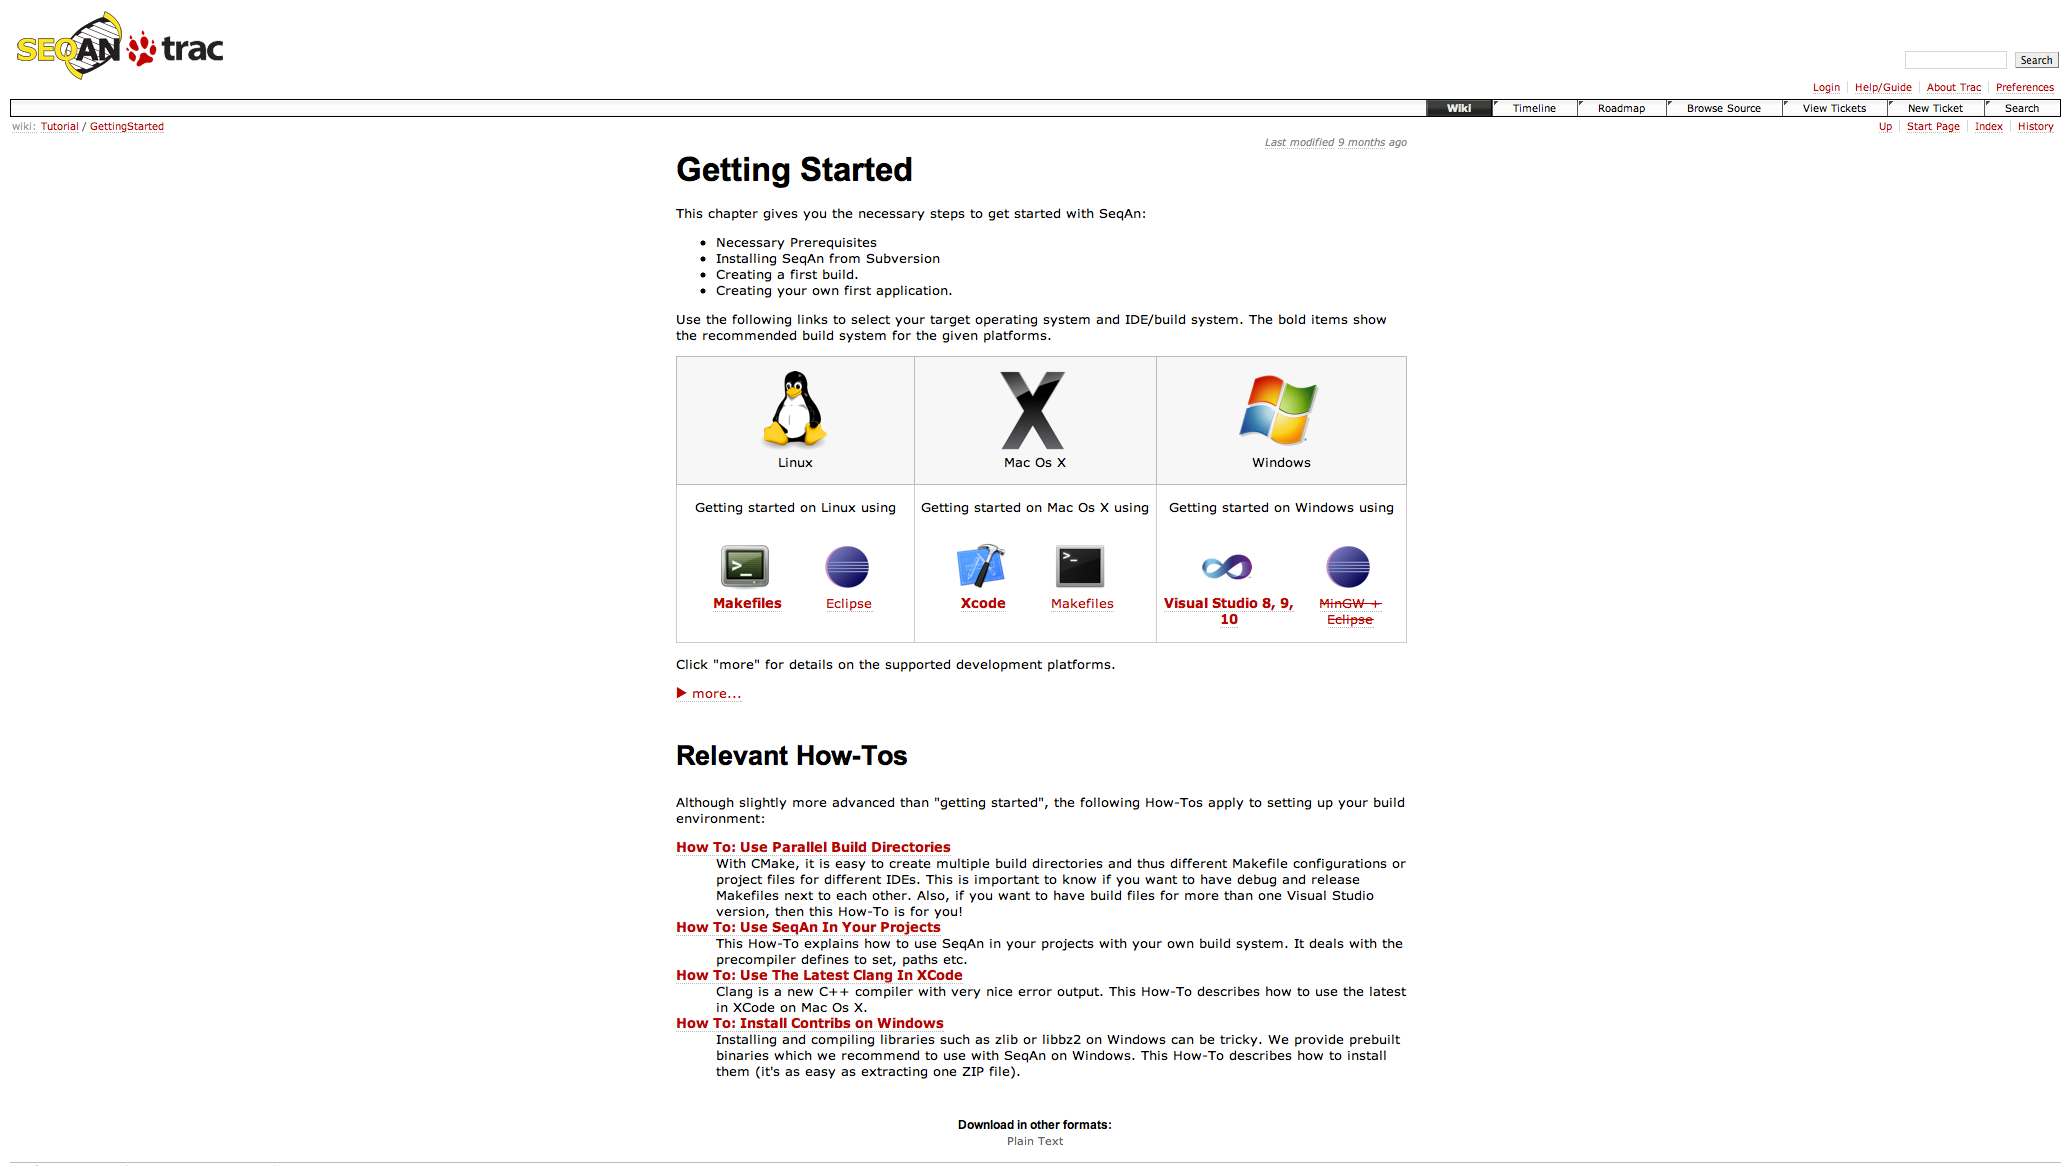 SEQAN trac
Search
Login Help/Guide About Trac Preferences
Wiki Timeline Roadmap Browse Source View Tickets New Ticket Search
wiki: Tutorial / GettingStarted
Up Start Page Index History
Last modified 9 months ago
Getting Started
This chapter gives you the necessary steps to get started with SeqAn:
• Necessary Prerequisites
• Installing SeqAn from Subversion
• Creating a first build.
• Creating your own first application.
Use the following links to select your target operating system and IDE/build system. The bold items show
the recommended build system for the given platforms.
Linux Mac Os X Windows
Getting started on Linux using Getting started on Mac Os X using Getting started on Windows using
Makefiles Eclipse Xcode Makefiles Visual Studio 8, 9, MinGW +
10 Eclipse
Click "more" for details on the supported development platforms.
more...
Relevant How-Tos
Although slightly more advanced than "getting started", the following How-Tos apply to setting up your build
environment:
How To: Use Parallel Build Directories
With CMake, it is easy to create multiple build directories and thus different Makefile configurations or
project files for different IDEs. This is important to know if you want to have debug and release
Makefiles next to each other. Also, if you want to have build files for more than one Visual Studio
version, then this How-To is for you!
How To: Use SeqAn In Your Projects
This How-To explains how to use SeqAn in your projects with your own build system. It deals with the
precompiler defines to set, paths etc.
How To: Use The Latest Clang In XCode
Clang is a new C++ compiler with very nice error output. This How-To describes how to use the latest
in XCode on Mac Os X.
How To: Install Contribs on Windows
Installing and compiling libraries such as zlib or libbz2 on Windows can be tricky. We provide prebuilt
binaries which we recommend to use with SeqAn on Windows. This How-To describes how to install
them (it's as easy as extracting one ZIP file).
Download in other formats:
Plain Text